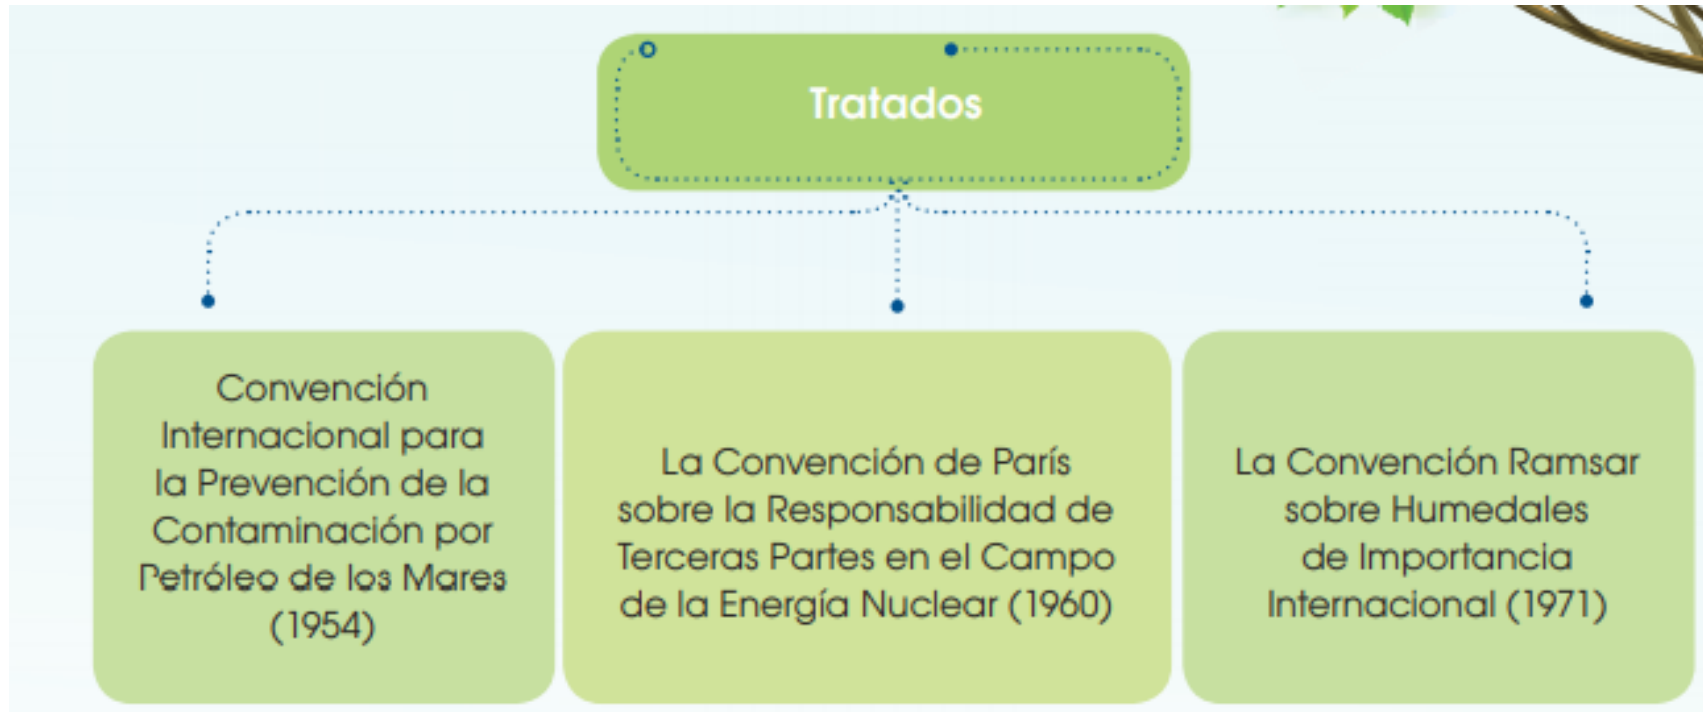 Tratados
Convención
Internacional para
la Prevención de la
Contaminación por
Petróleo de los Mares
(1954)
La Convención de París
sobre la Responsabilidad de
Terceras Partes en el Campo
de la Energía Nuclear (1960)
La Convención Ramsar
sobre Humedales
de Importancia
Internacional (1971)